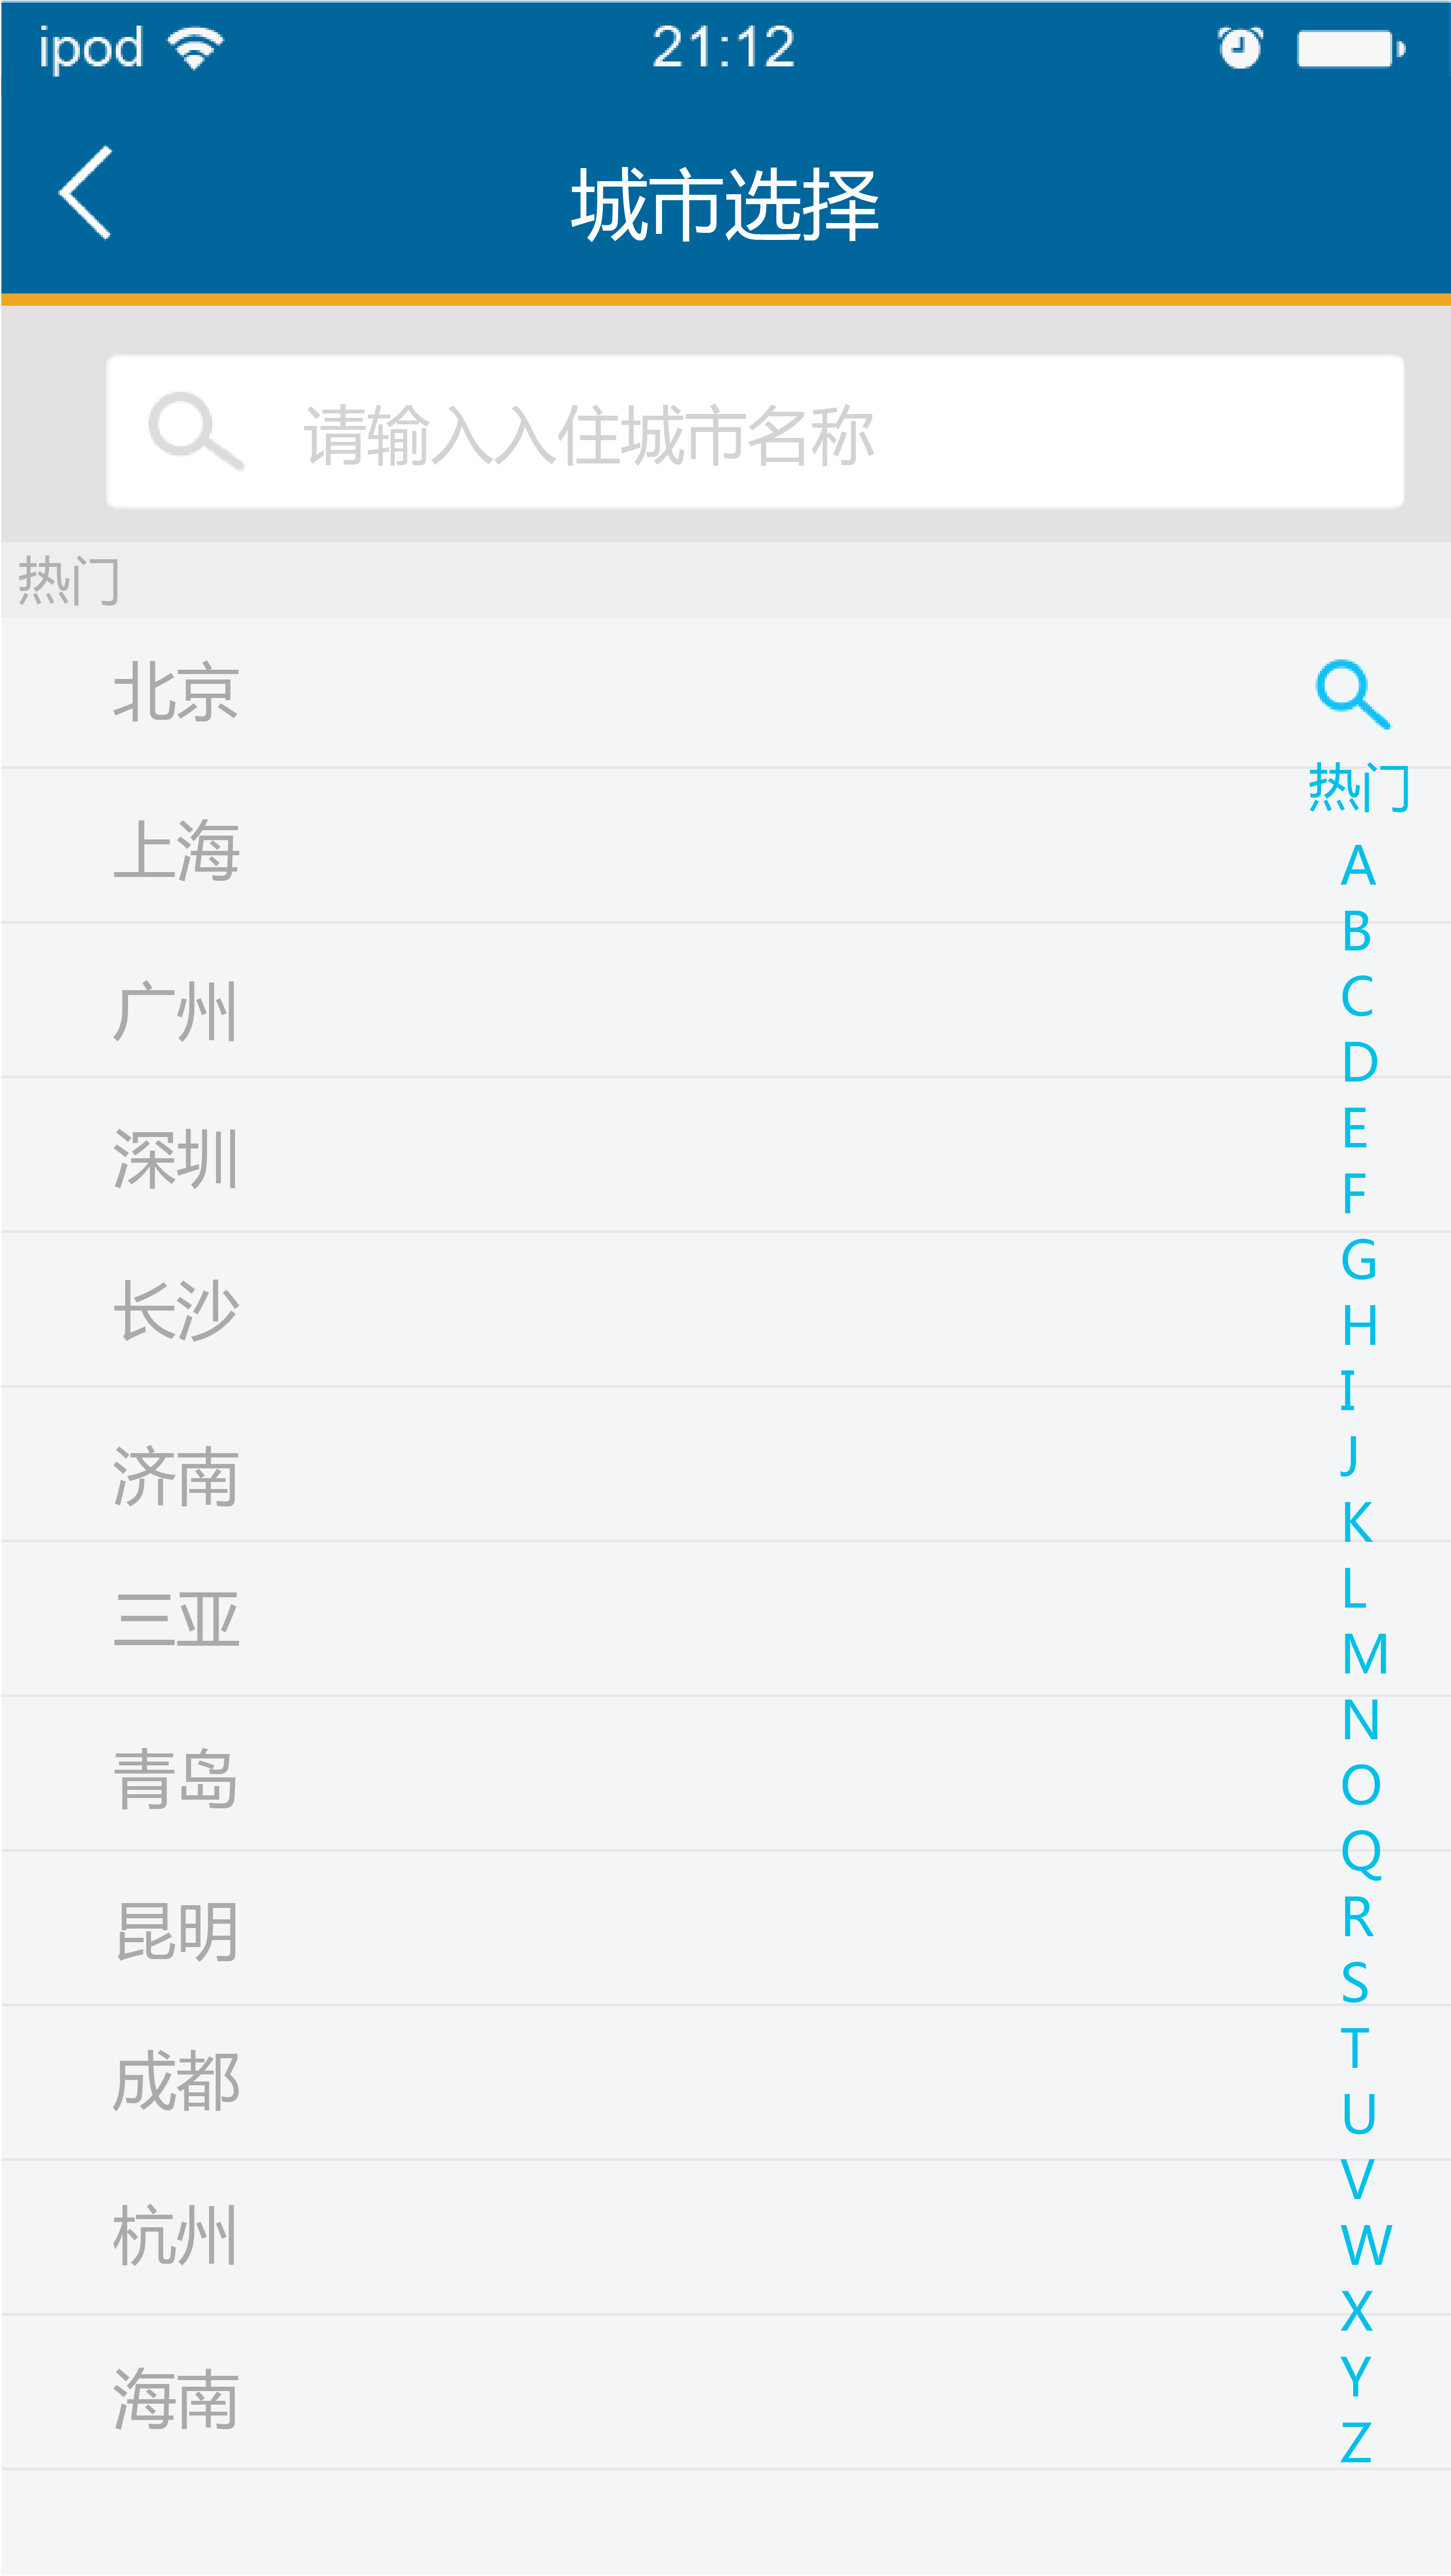 ipod 21:12
城市选择
请输入入住城市名称
热门
北京
上海
广州
深圳
长沙
济南
三亚
青岛
昆明
成都
杭州
海南
热门
A
B
C
D
E
F
G
H
I
J
K
L
M
N
O
Q
R
S
T
U
V
W
X
Y
Z